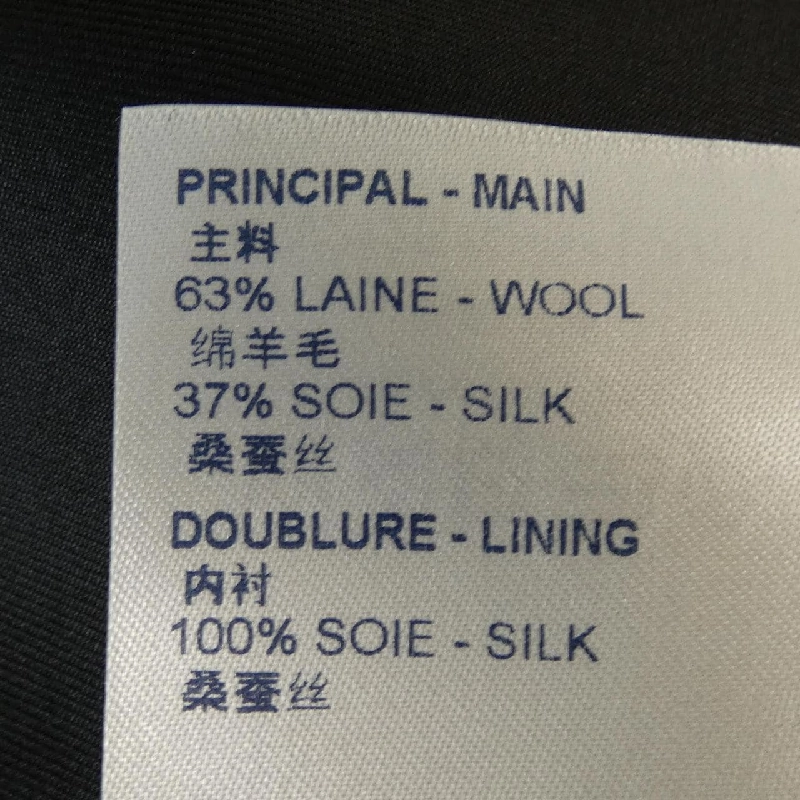 PRINCIPAL - MAIN
主料
63% LAINE - WOOL
绵羊毛
37% SOIE - SILK
桑蚕丝
DOUBLURE - LINING
内衬
100% SOIE - SILK
桑蚕丝